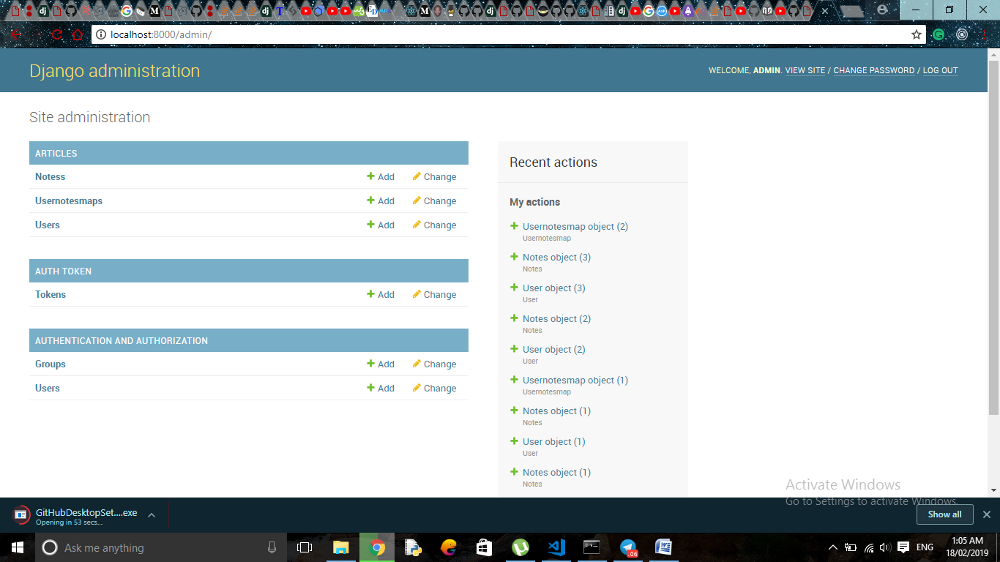 localhost:8000/admin/
Django administration
WELCOME, ADMIN. VIEW SITE / CHANGE PASSWORD / LOG OUT
Site administration
ARTICLES
Notess Add Change
Usernotesmaps Add Change
Users Add Change
AUTH TOKEN
Tokens Add Change
AUTHENTICATION AND AUTHORIZATION
Groups Add Change
Users Add Change
Recent actions
My actions
Usernotesmap object (2)
Usernotesmap
Notes object (3)
Notes
User object (3)
User
Notes object (2)
Notes
User object (2)
User
Usernotesmap object (1)
Usernotesmap
Notes object (1)
Notes
User object (1)
User
Notes object (1)
Notes
Activate Windows
Go to Settings to activate Windows.
GitHubDesktopSet....exe
Opening in 53 secs...
Show all
Ask me anything
.06
ENG
1:05 AM
18/02/2019